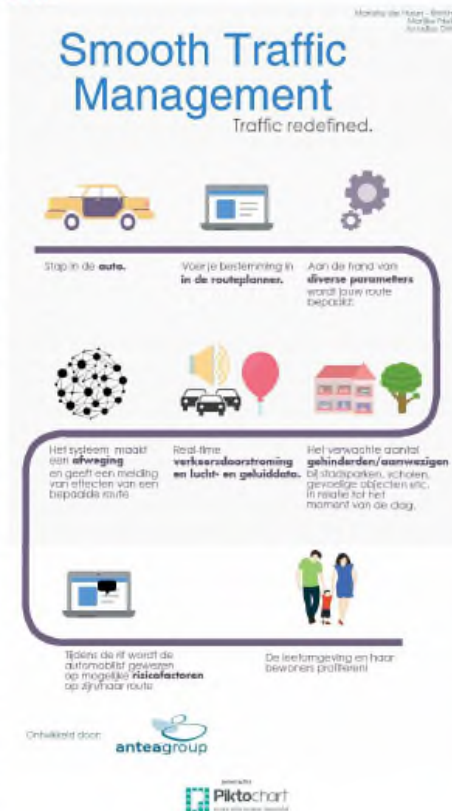 Smooth Traffic
Management
Traffic redefined.
Stap in de auto.
Voer je bestemming in
in de routeplanner.
Aan de hand van
diverse parameters
wordt jouw route
bepaald.
Het systeem maakt
een afweging
en geeft een melding
van effecten van een
bepaalde route
Real-time
verkeersdoorstroming
en lucht- en geluiddata.
Het verwachte aantal
gehinderden/aanwezigen
bij stadsparken, scholen,
gevoelige objecten etc.
in relatie tot het
moment van de dag.
Tijdens de rit wordt de
automobilist gewezen
op mogelijke risicofactoren
op zijn/haar route
De leefomgeving en haar
bewoners profiteren!
Ontwikkeld door:
anteagroup
powered by
Piktochart